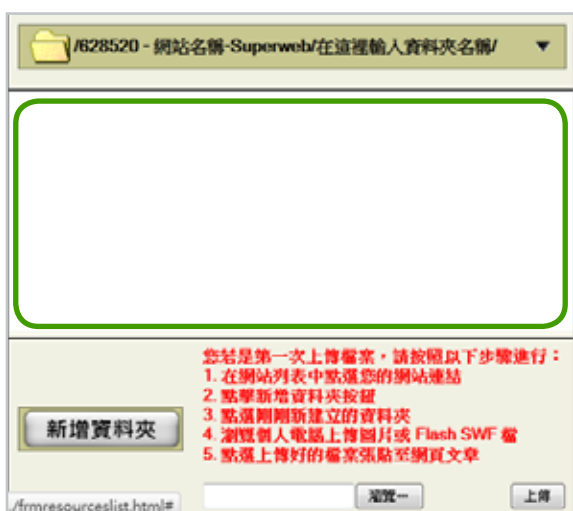 /628520 - 網站名稱-Superweb/在這裡輸入資料夾名稱/
您若是第一次上傳檔案，請按照以下步驟進行：
1. 在網站列表中點選您的網站連結
2. 點擊新增資料夾按鈕
3. 點選剛剛新建立的資料夾
4. 瀏覽個人電腦上傳圖片或 Flash SWF 檔
5. 點選上傳好的檔案張貼至網頁文章
新增資料夾
瀏覽...
上傳
/frmresourceslist.html#